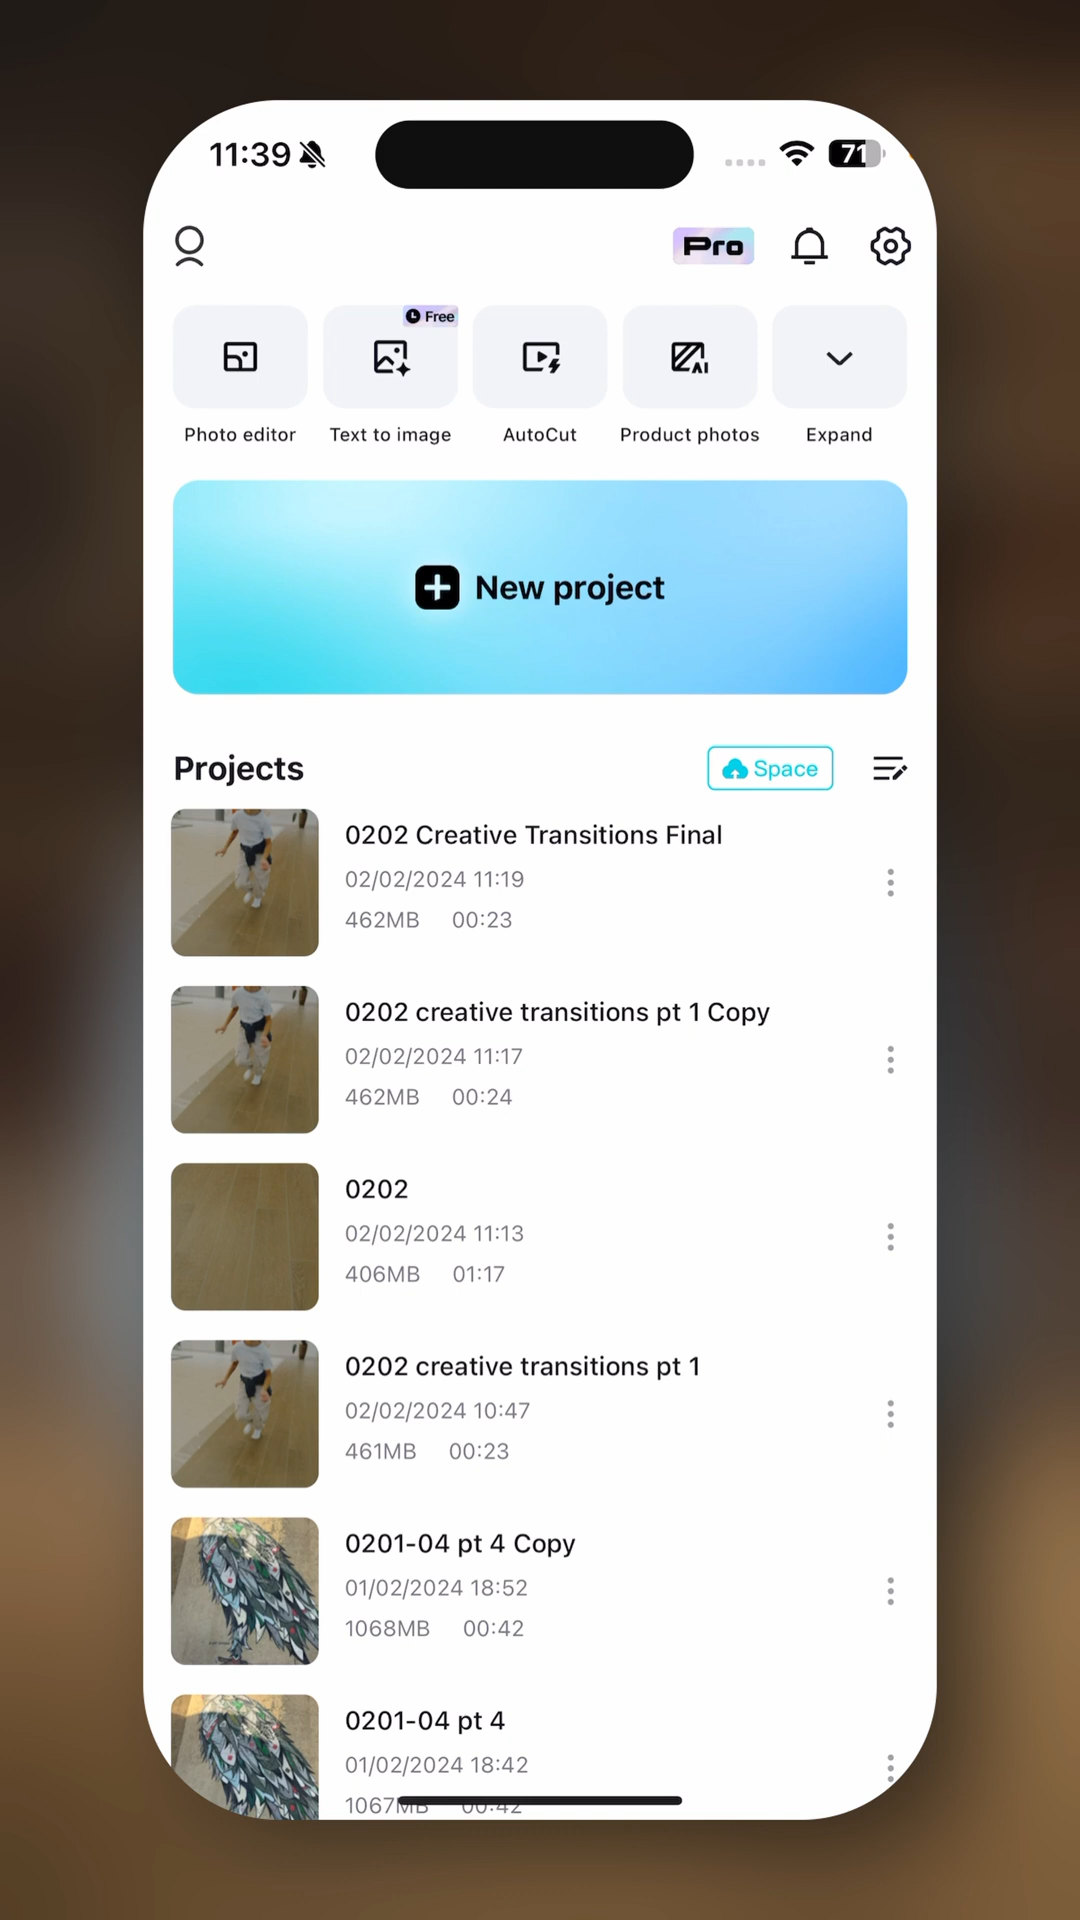 11:39
71
Pro
Free
Photo editor
Text to image
AutoCut
Product photos
Expand
New project
Projects
Space
0202 Creative Transitions Final
02/02/2024 11:19
462MB 00:23
0202 creative transitions pt 1 Copy
02/02/2024 11:17
462MB 00:24
0202
02/02/2024 11:13
406MB 01:17
0202 creative transitions pt 1
02/02/2024 10:47
461MB 00:23
0201-04 pt 4 Copy
01/02/2024 18:52
1068MB 00:42
0201-04 pt 4
01/02/2024 18:42
1067MB 00:42